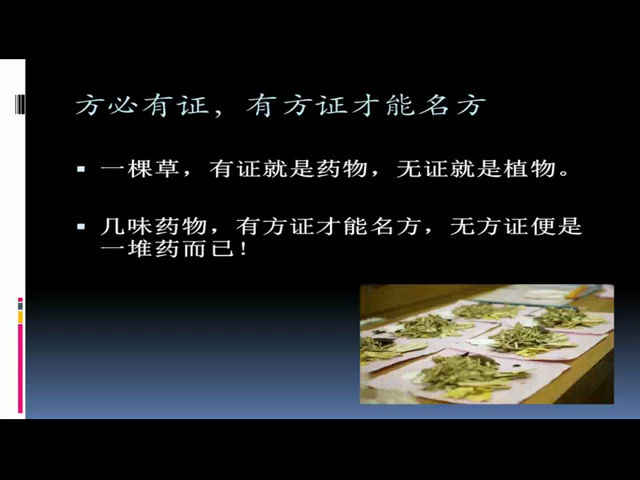 方必有证，有方证才能名方
一棵草，有证就是药物，无证就是植物。
几味药物，有方证才能名方，无方证便是
一堆药而已！